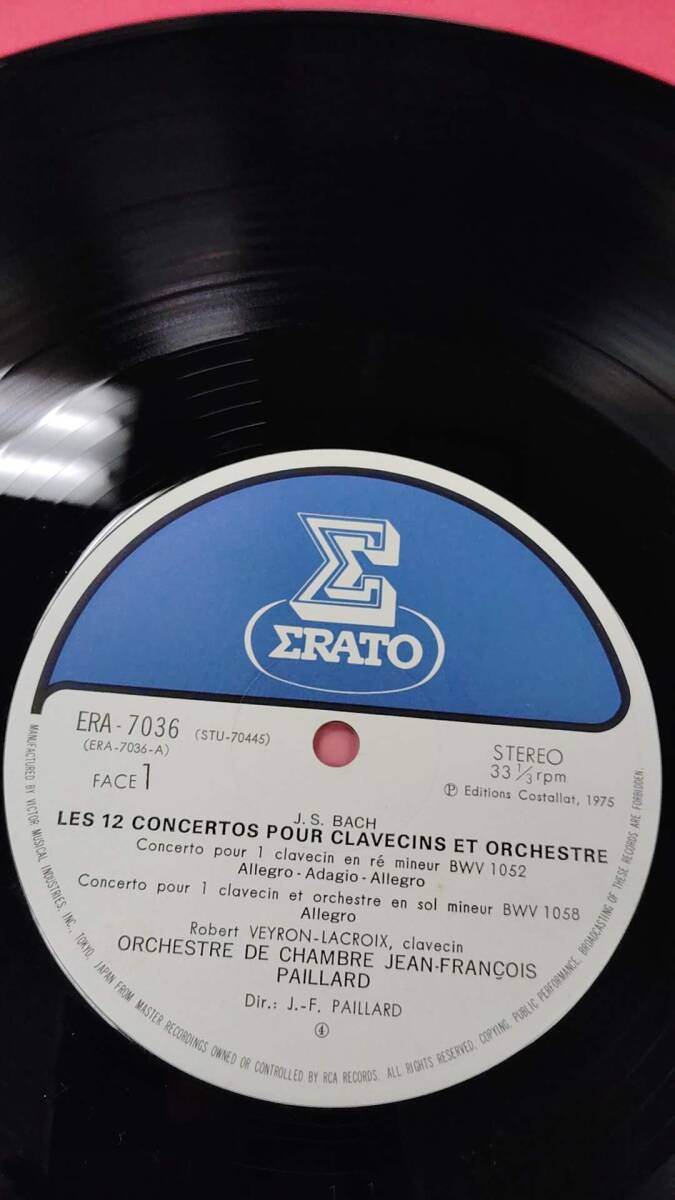 Σ
ΣRATO
ERA-7036 (STU-70445)
(ERA-7036-A)
FACE 1
STEREO
33 1/3 rpm
Ⓟ Editions Costallat, 1975
J. S. BACH
LES 12 CONCERTOS POUR CLAVECINS ET ORCHESTRE
Concerto pour 1 clavecin en ré mineur BWV 1052
Allegro - Adagio - Allegro
Concerto pour 1 clavecin et orchestre en sol mineur BWV 1058
Allegro
Robert VEYRON-LACROIX, clavecin
ORCHESTRE DE CHAMBRE JEAN-FRANÇOIS
PAILLARD
Dir.: J.-F. PAILLARD
④
MANUFACTURED BY VICTOR MUSICAL INDUSTRIES, INC., TOKYO, JAPAN FROM MASTER RECORDINGS OWNED OR CONTROLLED BY RCA RECORDS. ALL RIGHTS RESERVED, COPYING, PUBLIC PERFORMANCE, BROADCASTING OF THESE RECORDS ARE FORBIDDEN.